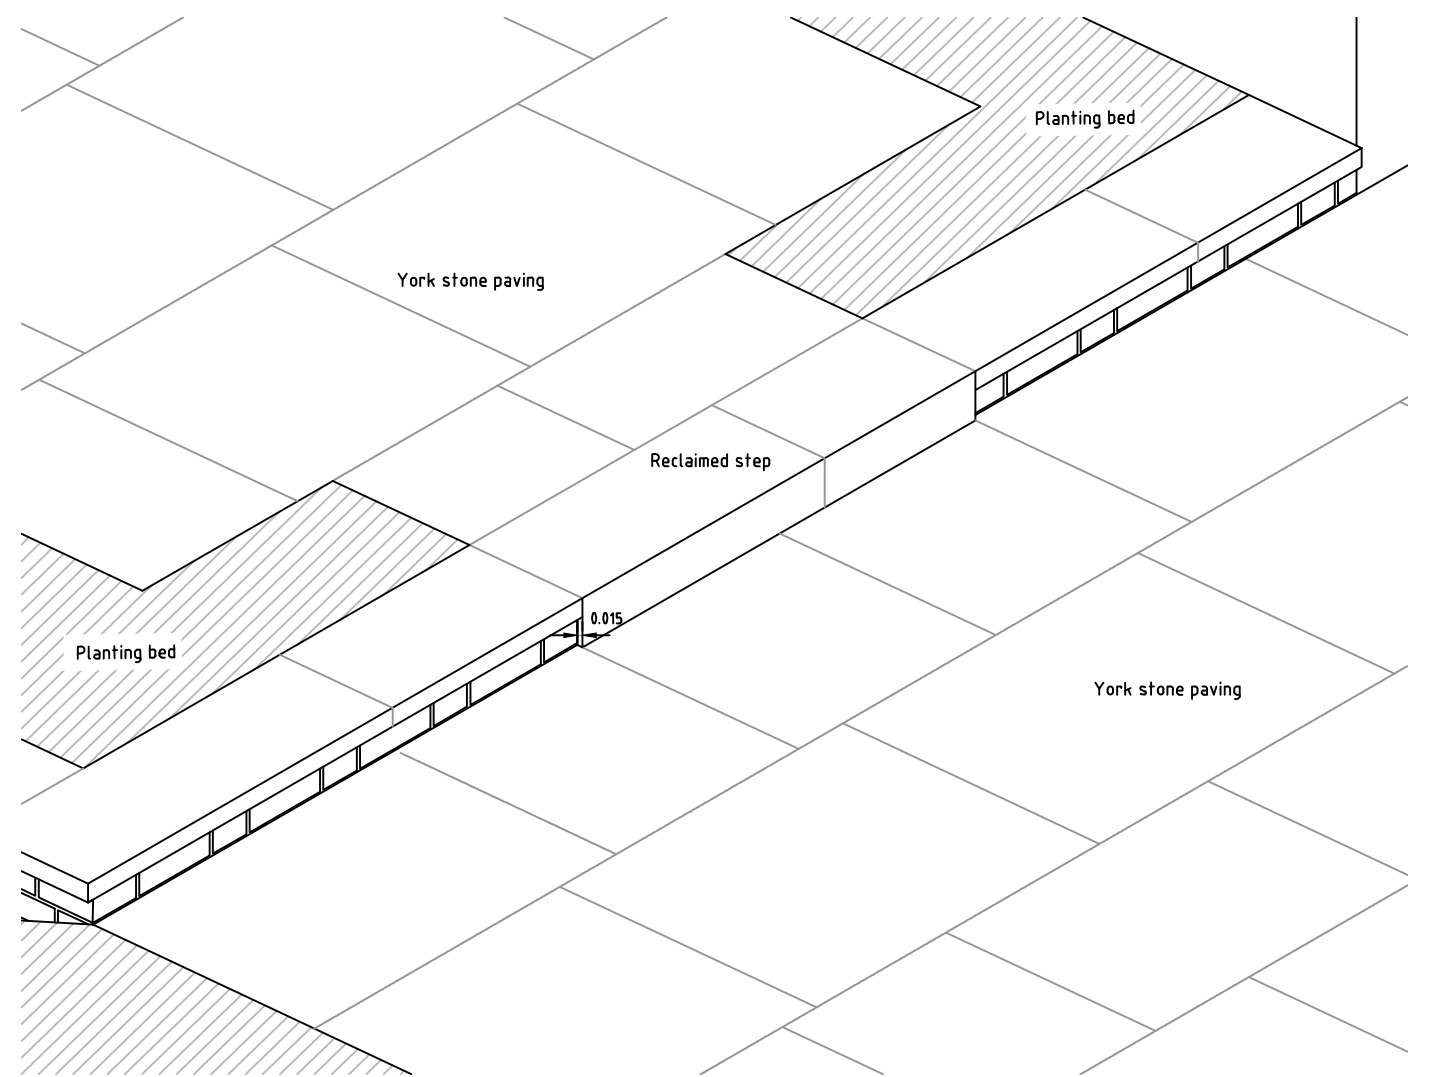 Planting bed
York stone paving
Reclaimed step
0.015
Planting bed
York stone paving